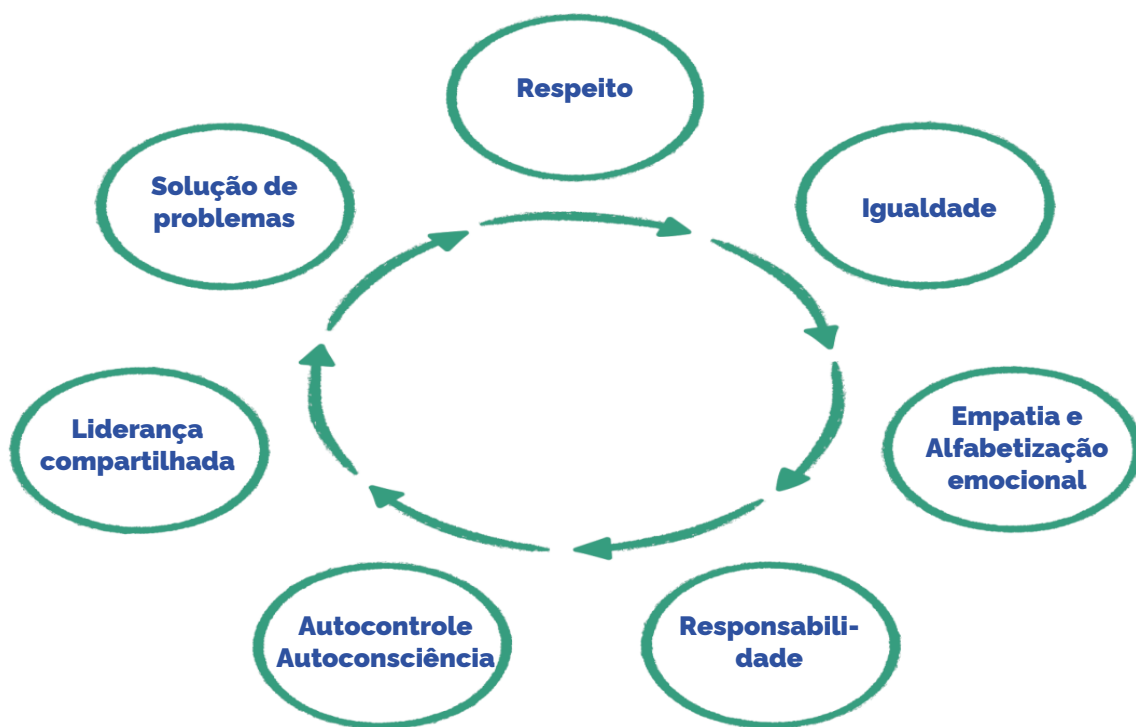 Respeito
Igualdade
Empatia e
Alfabetização
emocional
Responsabili-
dade
Autocontrole
Autoconsciência
Liderança
compartilhada
Solução de
problemas